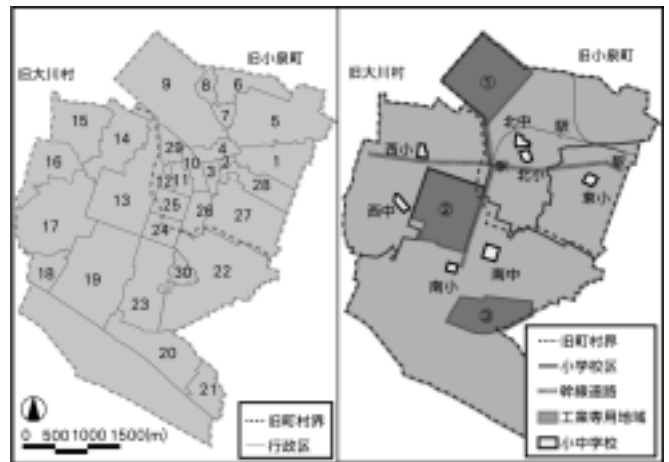 旧大川村
旧小泉町
9
8
6
7
5
15
14
29
4
2
1
10
3
16
12
11
28
13
25
26
27
17
24
18
19
30
22
23
20
21
0 500 1000 1500(m)
旧町村界
行政区
旧大川村
旧小泉町
①
北中
駅
西小
駅
北小
東小
西中
②
南中
南小
③
旧町村界
小学校区
幹線道路
工業専用地域
小中学校